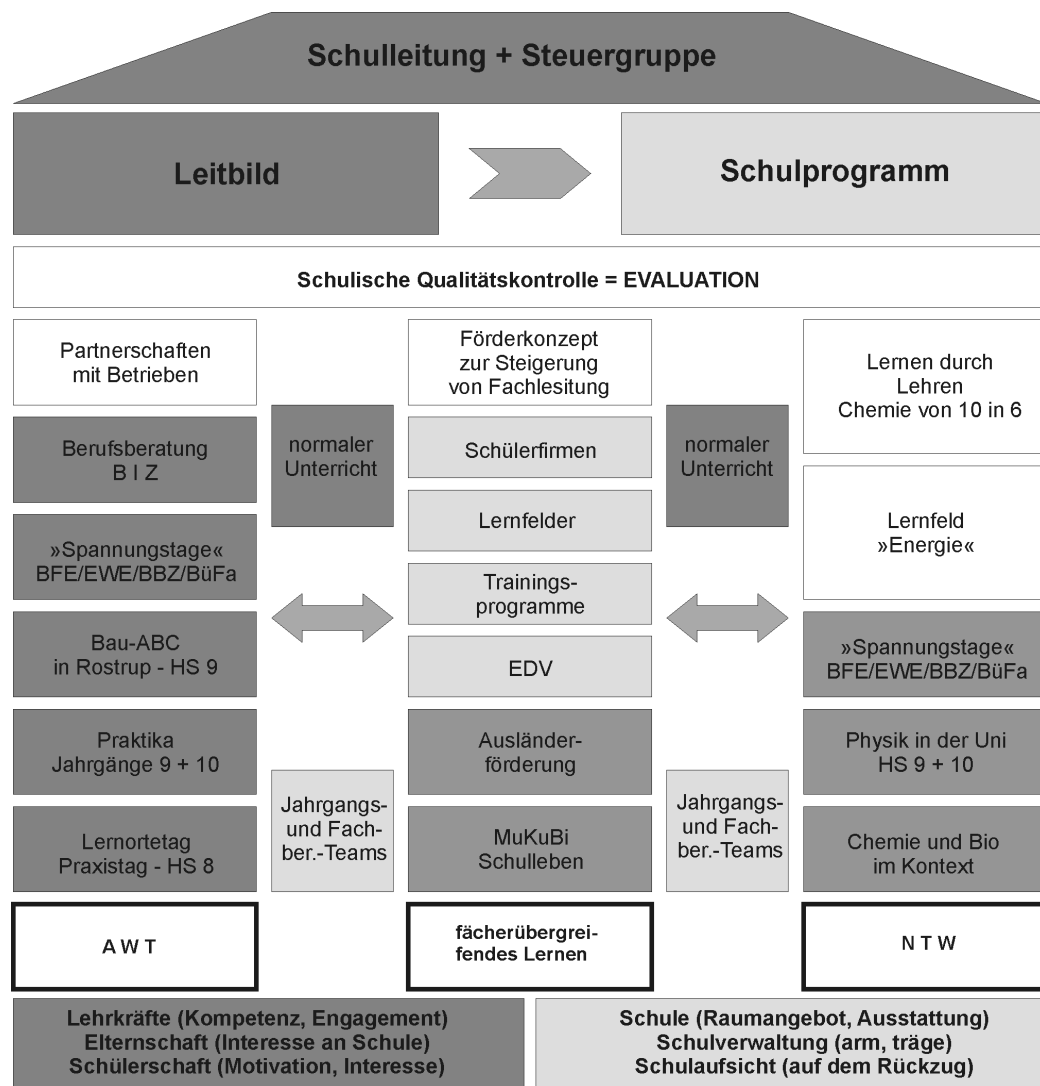 Schulleitung + Steuergruppe
Leitbild
Schulprogramm
Schulische Qualitätskontrolle = EVALUATION
Partnerschaften
mit Betrieben
Berufsberatung
B I Z
»Spannungstage«
BFE/EWE/BBZ/BüFa
Bau-ABC
in Rostrup - HS 9
Praktika
Jahrgänge 9 + 10
Lernortetag
Praxistag - HS 8
A W T
normaler
Unterricht
Jahrgangs-
und Fach-
ber.-Teams
Förderkonzept
zur Steigerung
von Fachlesitung
Schülerfirmen
Lernfelder
Trainings-
programme
EDV
Ausländer-
förderung
MuKuBi
Schulleben
fächerübergrei-
fendes Lernen
normaler
Unterricht
Jahrgangs-
und Fach-
ber.-Teams
Lernen durch
Lehren
Chemie von 10 in 6
Lernfeld
»Energie«
»Spannungstage«
BFE/EWE/BBZ/BüFa
Physik in der Uni
HS 9 + 10
Chemie und Bio
im Kontext
N T W
Lehrkräfte (Kompetenz, Engagement)
Elternschaft (Interesse an Schule)
Schülerschaft (Motivation, Interesse)
Schule (Raumangebot, Ausstattung)
Schulverwaltung (arm, träge)
Schulaufsicht (auf dem Rückzug)